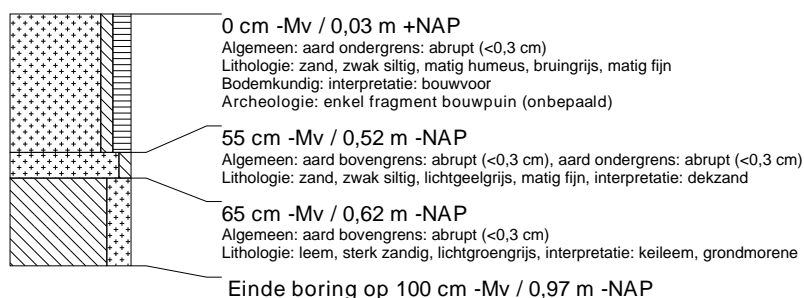 0 cm -Mv / 0,03 m +NAP
Algemeen: aard ondergrens: abrupt (<0,3 cm)
Lithologie: zand, zwak siltig, matig humeus, bruingrijs, matig fijn
Bodemkundig: interpretatie: bouwvoor
Archeologie: enkel fragment bouwpuin (onbepaald)
55 cm -Mv / 0,52 m -NAP
Algemeen: aard bovengrens: abrupt (<0,3 cm), aard ondergrens: abrupt (<0,3 cm)
Lithologie: zand, zwak siltig, lichtgeelgrijs, matig fijn, interpretatie: dekzand
65 cm -Mv / 0,62 m -NAP
Algemeen: aard bovengrens: abrupt (<0,3 cm)
Lithologie: leem, sterk zandig, lichtgroengrijs, interpretatie: keileem, grondmorene
Einde boring op 100 cm -Mv / 0,97 m -NAP